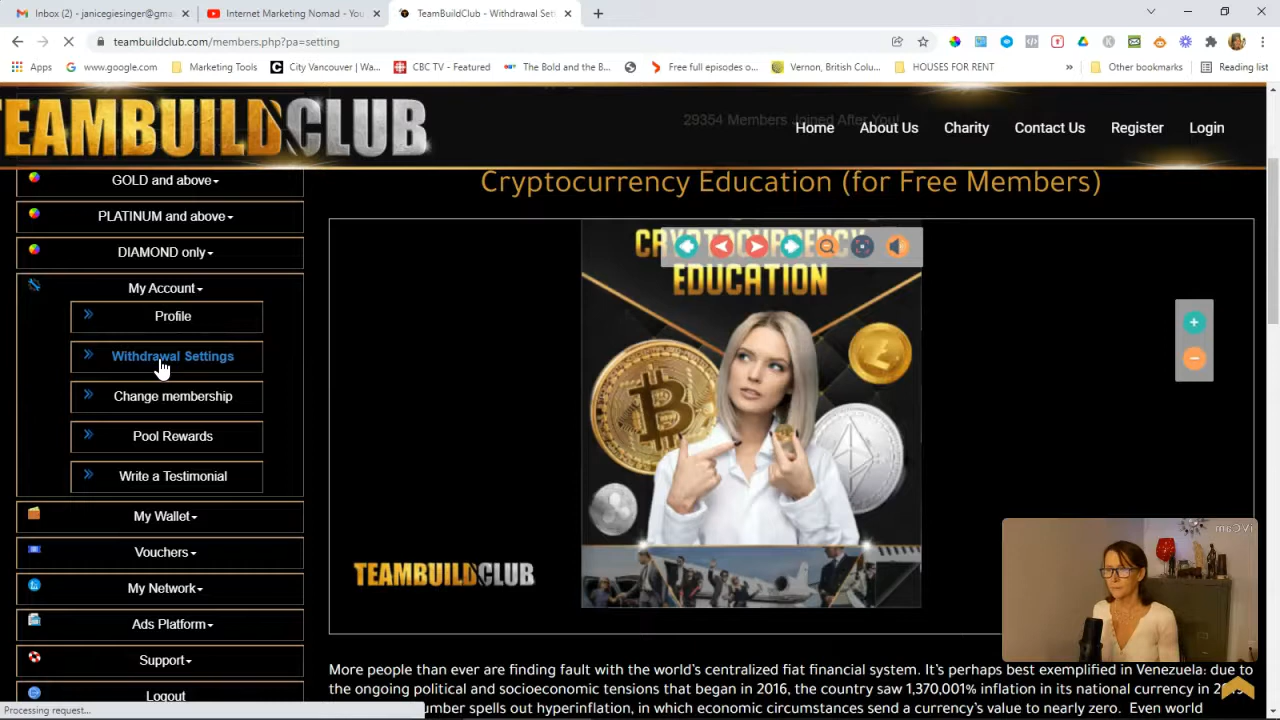 Inbox (2) - janicegiesinger@gma
Internet Marketing Nomad - You
TeamBuildClub - Withdrawal Set
teambuildclub.com/members.php?pa=setting
Apps
www.google.com
Marketing Tools
City Vancouver | Wa...
CBC TV - Featured
The Bold and the B...
Free full episodes o...
Vernon, British Colu...
HOUSES FOR RENT
»
Other bookmarks
Reading list
TEAMBUILDCLUB
29354 Members Joined After You!
Home
About Us
Charity
Contact Us
Register
Login
GOLD and above
PLATINUM and above
DIAMOND only
My Account
Profile
Withdrawal Settings
Change membership
Pool Rewards
Write a Testimonial
My Wallet
Vouchers
My Network
Ads Platform
Support
Logout
Cryptocurrency Education (for Free Members)
CRYPTOCURRENCY
EDUCATION
TEAMBUILDCLUB
iVCam
More people than ever are finding fault with the world's centralized fiat financial system. It's perhaps best exemplified in Venezuela: due to
the ongoing political and socioeconomic tensions that began in 2016, the country saw 1,370,001% inflation in its national currency in
number spells out hyperinflation, in which economic circumstances send a currency's value to nearly zero. Even world
Processing request...